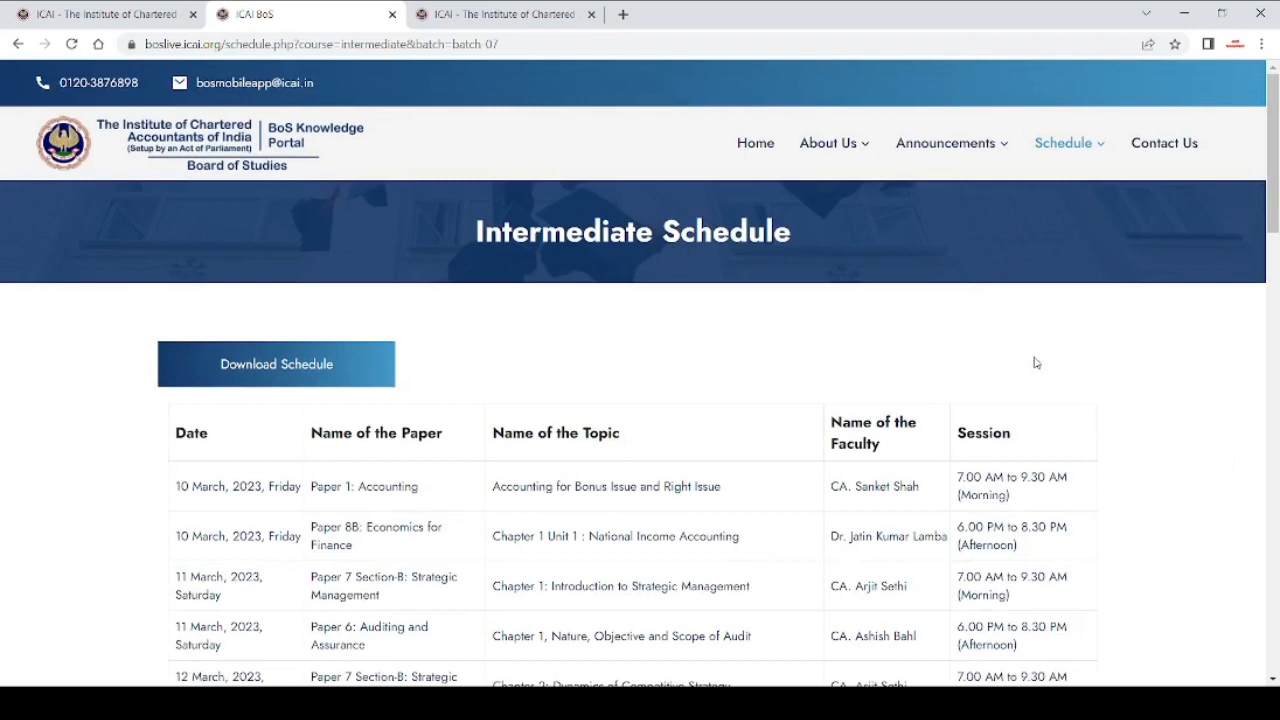 ICAI - The Institute of Chartered
ICAI BoS
ICAI - The Institute of Chartered
boslive.icai.org/schedule.php?course=intermediate&batch=batch-07
0120-3876898
bosmobileapp@icai.in
The Institute of Chartered
Accountants of India
(Setup by an Act of Parliament)
Board of Studies
BoS Knowledge
Portal
Home
About Us
Announcements
Schedule
Contact Us
Intermediate Schedule
Download Schedule
Date
Name of the Paper
Name of the Topic
Name of the
Faculty
Session
10 March, 2023, Friday
Paper 1: Accounting
Accounting for Bonus Issue and Right Issue
CA. Sanket Shah
7.00 AM to 9.30 AM
(Morning)
10 March, 2023, Friday
Paper 8B: Economics for
Finance
Chapter 1 Unit 1 : National Income Accounting
Dr. Jatin Kumar Lamba
6.00 PM to 8.30 PM
(Afternoon)
11 March, 2023,
Saturday
Paper 7 Section-B: Strategic
Management
Chapter 1: Introduction to Strategic Management
CA. Arjit Sethi
7.00 AM to 9.30 AM
(Morning)
11 March, 2023,
Saturday
Paper 6: Auditing and
Assurance
Chapter 1, Nature, Objective and Scope of Audit
CA. Ashish Bahl
6.00 PM to 8.30 PM
(Afternoon)
12 March, 2023,
Paper 7 Section-B: Strategic
Chapter 2: Dynamics of Competitive Strategy
CA. Arjit Sethi
7.00 AM to 9.30 AM